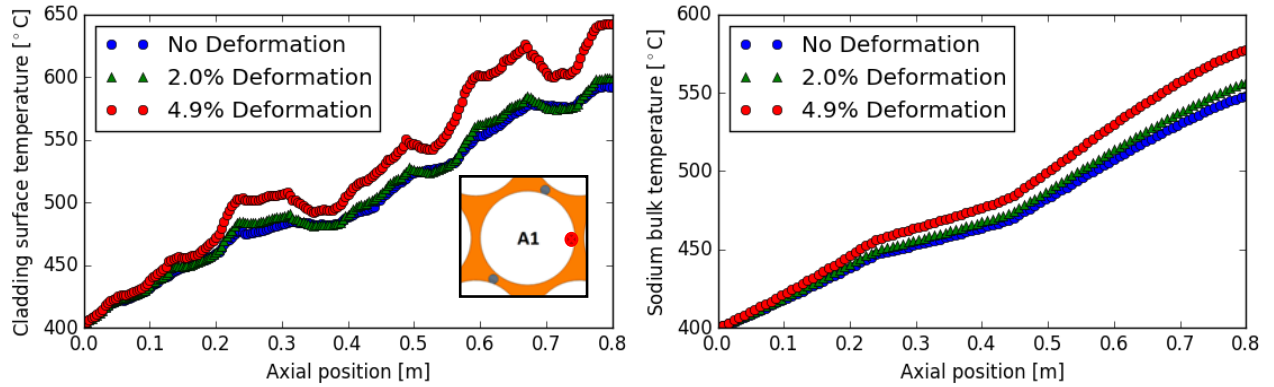 Cladding surface temperature [°C]
650
600
550
500
450
400
No Deformation
2.0% Deformation
4.9% Deformation
A1
0.0 0.1 0.2 0.3 0.4 0.5 0.6 0.7 0.8
Axial position [m]
Sodium bulk temperature [°C]
600
550
500
450
400
No Deformation
2.0% Deformation
4.9% Deformation
0.0 0.1 0.2 0.3 0.4 0.5 0.6 0.7 0.8
Axial position [m]